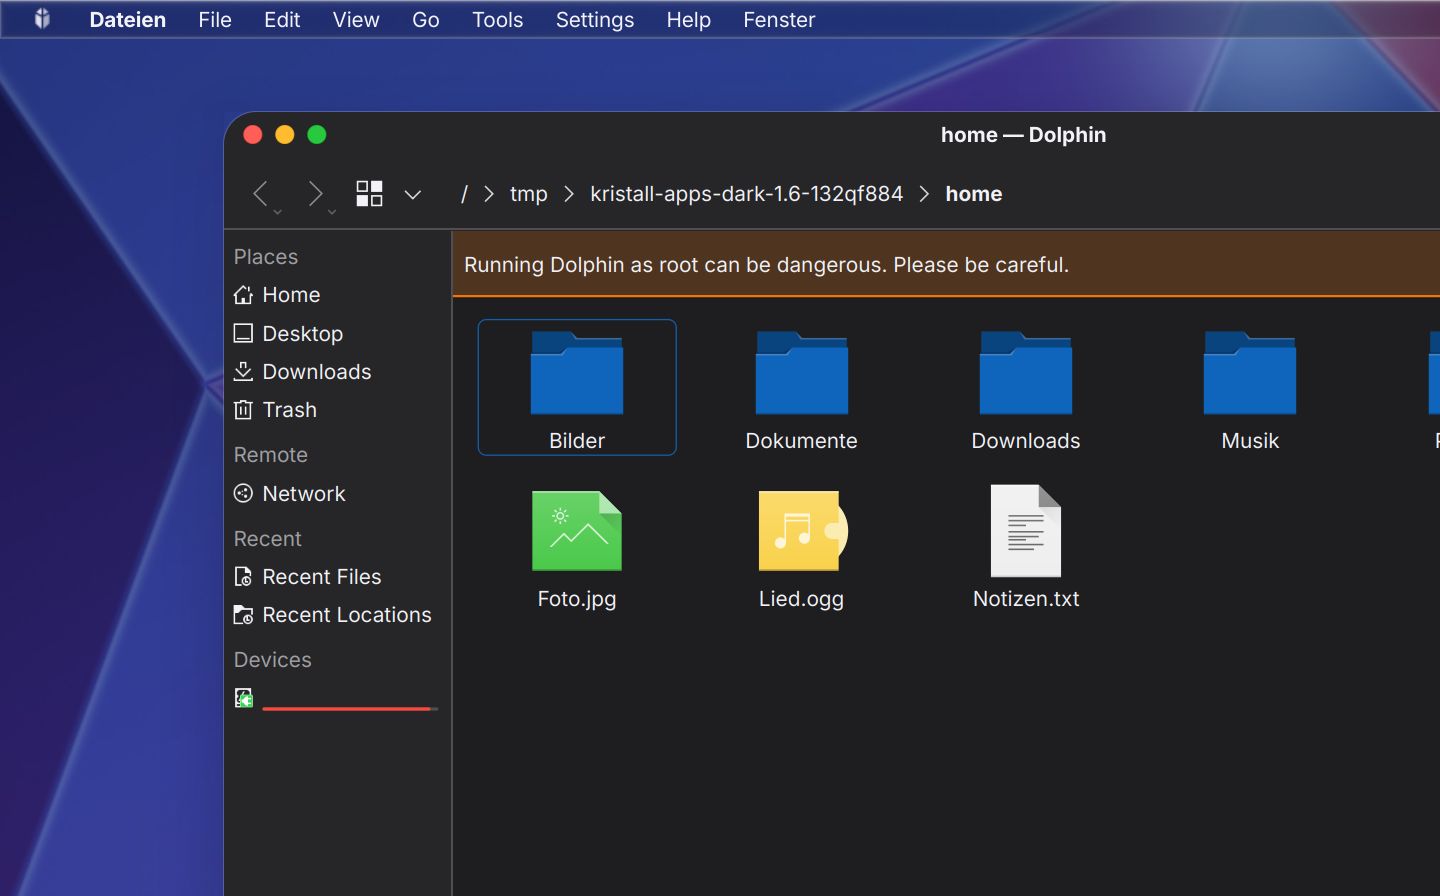 Dateien File Edit View Go Tools Settings Help Fenster
home — Dolphin
/ tmp kristall-apps-dark-1.6-132qf884 home
Places
Home
Desktop
Downloads
Trash
Remote
Network
Recent
Recent Files
Recent Locations
Devices
Running Dolphin as root can be dangerous. Please be careful.
Bilder Dokumente Downloads Musik
Foto.jpg Lied.ogg Notizen.txt